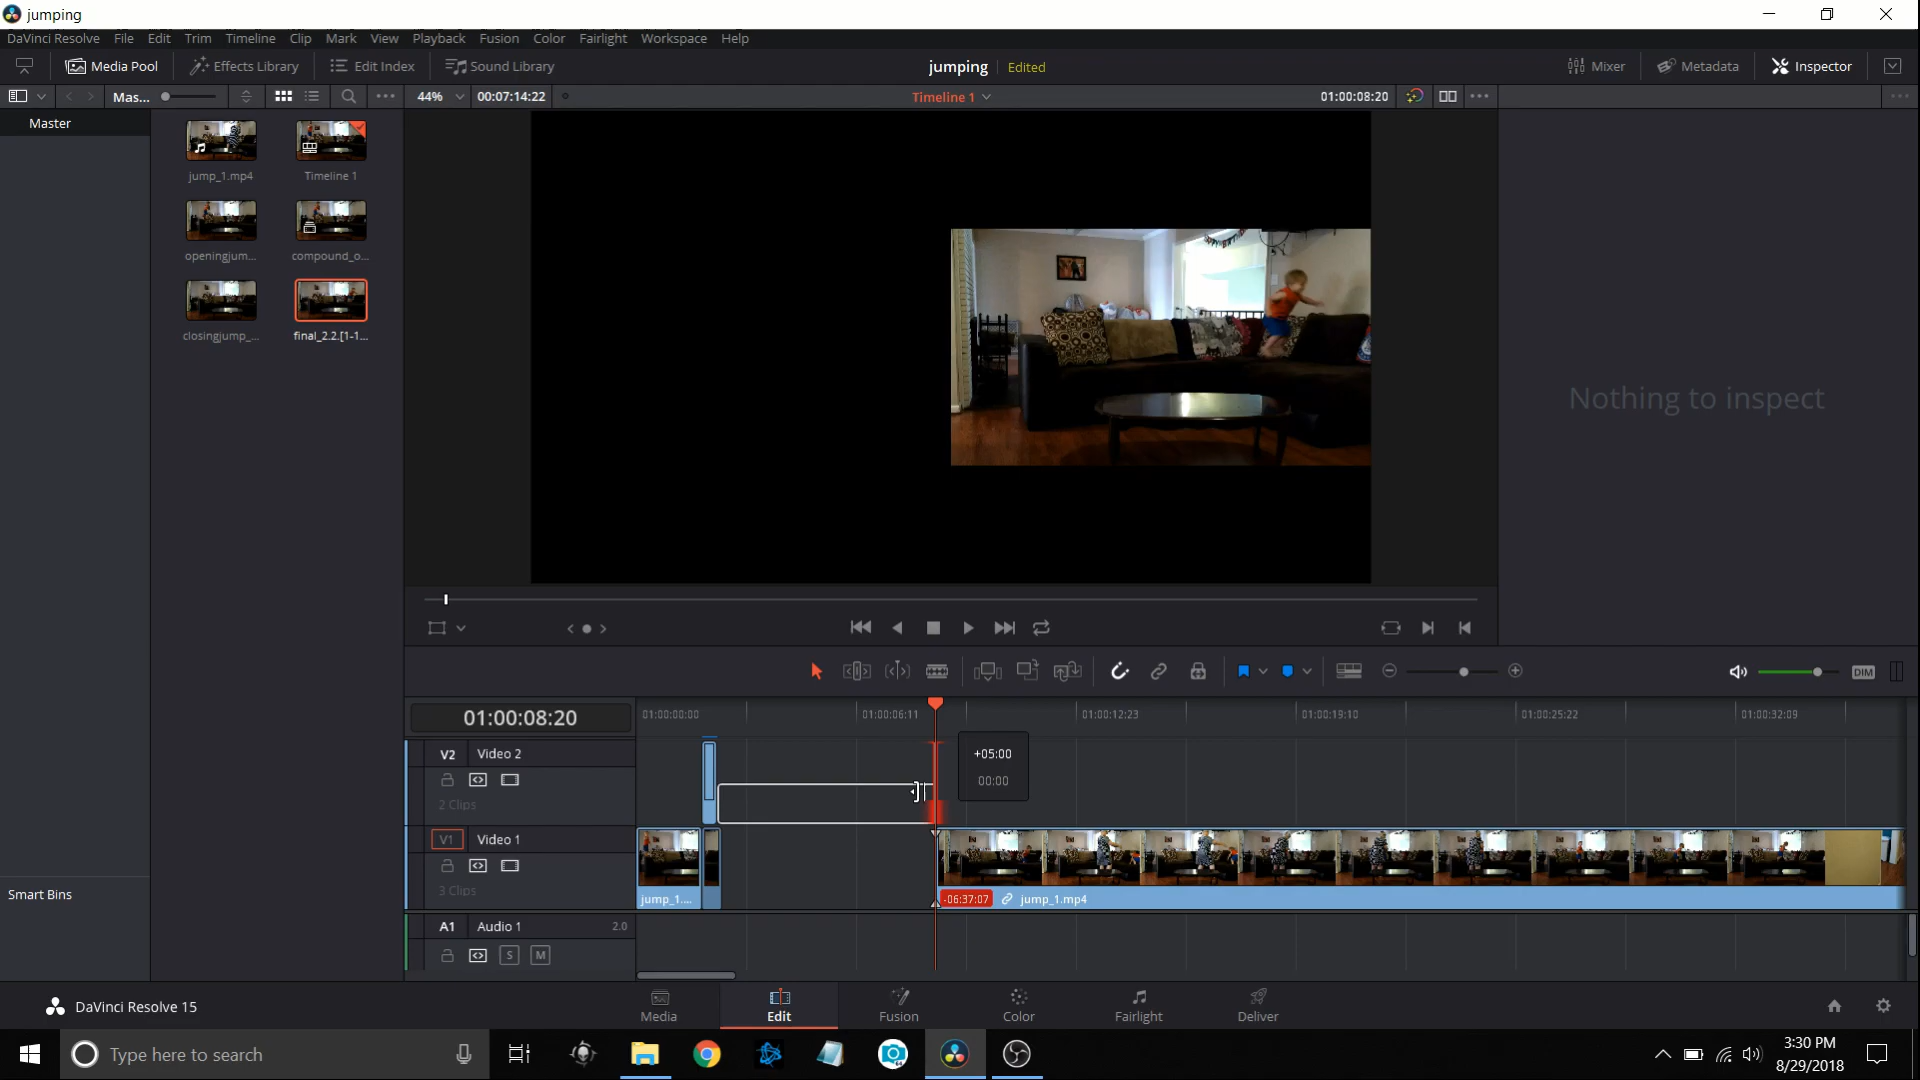 jumping
DaVinci Resolve File Edit Trim Timeline Clip Mark View Playback Fusion Color Fairlight Workspace Help
Media Pool Effects Library Edit Index Sound Library jumping Edited Mixer Metadata Inspector
Mas... 44% 00:07:14:22 Timeline 1 01:00:08:20
Master
jump_1.mp4 Timeline 1
openingjum... compound_o...
closingjump_... final_2.2.[1-1...
Nothing to inspect
DIM
01:00:08:20 01:00:00:00 01:00:06:11 01:00:12:23 01:00:19:10 01:00:25:22 01:00:32:09
V2 Video 2
+05:00
00:00
2 Clips
V1 Video 1
3 Clips
Smart Bins
jump_1.... -06:37:07 jump_1.mp4
A1 Audio 1 2.0
S M
DaVinci Resolve 15
Media Edit Fusion Color Fairlight Deliver
Type here to search
3:30 PM
8/29/2018